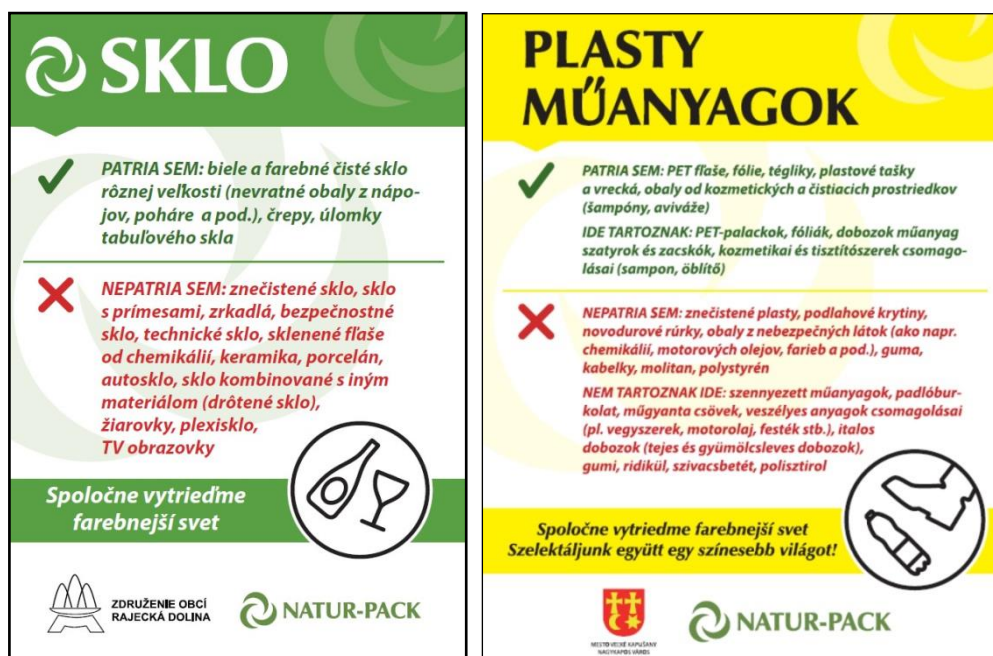 SKLO
PATRIA SEM: biele a farebné čisté sklo
rôznej veľkosti (nevratné obaly z nápo-
jov, poháre a pod.), črepy, úlomky
tabuľového skla
NEPATRIA SEM: znečistené sklo, sklo
s prímesami, zrkadlá, bezpečnostné
sklo, technické sklo, sklenené fľaše
od chemikálií, keramika, porcelán,
autosklo, sklo kombinované s iným
materiálom (drôtené sklo),
žiarovky, plexisklo,
TV obrazovky
Spoločne vytrieďme
farebnejší svet
ZDRUŽENIE OBCÍ
RAJECKÁ DOLINA
NATUR-PACK
PLASTY
MŰANYAGOK
PATRIA SEM: PET fľaše, fólie, tégliky, plastové tašky
a vrecká, obaly od kozmetických a čistiacich prostriedkov
(šampóny, aviváže)
IDE TARTOZNAK: PET-palackok, fóliák, dobozok műanyag
szatyrok és zacskók, kozmetikai és tisztítószerek csomago-
lásai (sampon, öblítő)
NEPATRIA SEM: znečistené plasty, podlahové krytiny,
novodurové rúrky, obaly z nebezpečných látok (ako napr.
chemikálií, motorových olejov, farieb a pod.), guma,
kabelky, molitan, polystyrén
NEM TARTOZNAK IDE: szennyezett műanyagok, padlóbur-
kolat, műgyanta csövek, veszélyes anyagok csomagolásai
(pl. vegyszerek, motorolaj, festék stb.), italos
dobozok (tejes és gyümölcsleves dobozok),
gumi, ridikül, szivacsbetét, polisztirol
Spoločne vytriedme farebnejší svet
Szelektáljunk együtt egy színesebb világot!
MESTO VEĽKÉ KAPUŠANY
NAGYKAPOS VÁROS
NATUR-PACK